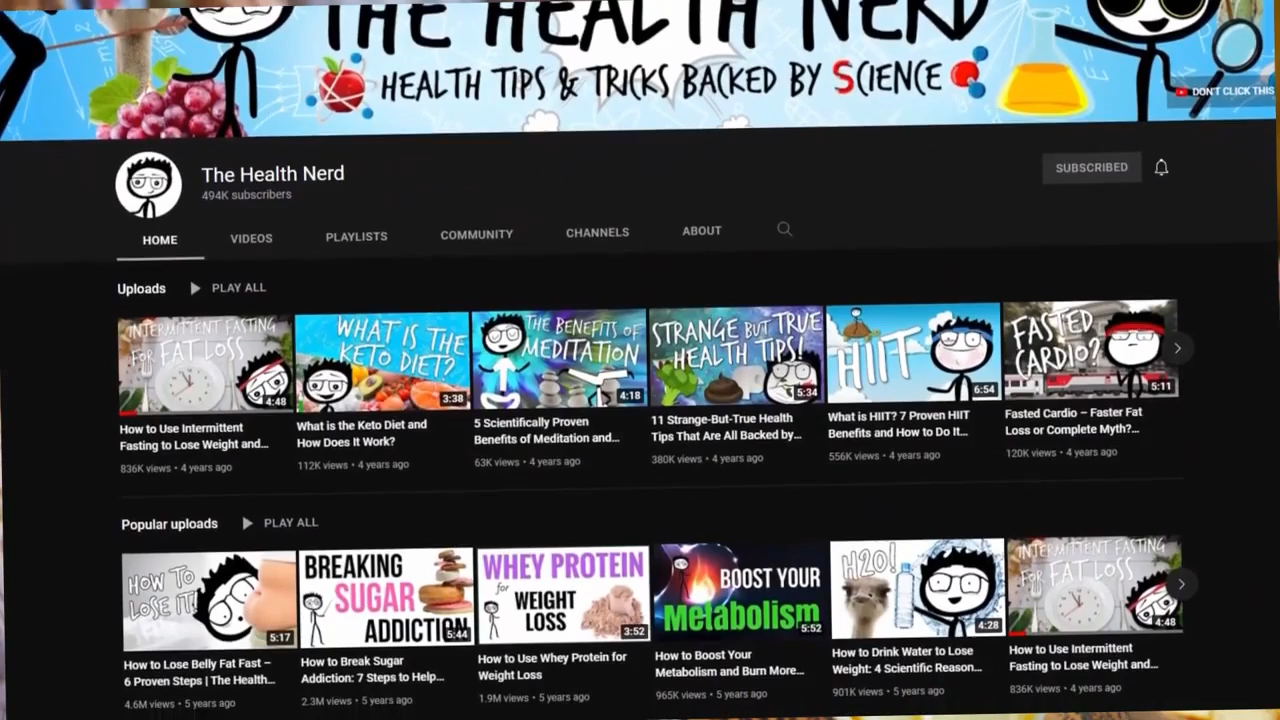 THE HEALTH NERD
HEALTH TIPS & TRICKS BACKED BY SCIENCE
DON'T CLICK THIS
The Health Nerd
494K subscribers
SUBSCRIBED
HOME
VIDEOS
PLAYLISTS
COMMUNITY
CHANNELS
ABOUT
Uploads
PLAY ALL
INTERMITTENT FASTING
FOR FAT LOSS
4:48
How to Use Intermittent
Fasting to Lose Weight and...
836K views • 4 years ago
WHAT IS THE
KETO DIET?
3:38
What is the Keto Diet and
How Does It Work?
112K views • 4 years ago
THE BENEFITS OF
MEDITATION
4:18
5 Scientifically Proven
Benefits of Meditation and...
63K views • 4 years ago
STRANGE BUT TRUE
HEALTH TIPS!
5:34
11 Strange-But-True Health
Tips That Are All Backed by...
380K views • 4 years ago
HIIT
6:54
What is HIIT? 7 Proven HIIT
Benefits and How to Do It...
556K views • 4 years ago
FASTED
CARDIO?
5:11
Fasted Cardio – Faster Fat
Loss or Complete Myth?...
120K views • 4 years ago
Popular uploads
PLAY ALL
HOW TO
LOSE IT!
5:17
How to Lose Belly Fat Fast –
6 Proven Steps | The Health...
4.6M views • 5 years ago
BREAKING
SUGAR
ADDICTION
5:44
How to Break Sugar
Addiction: 7 Steps to Help...
2.3M views • 5 years ago
WHEY PROTEIN
for
WEIGHT
LOSS
3:52
How to Use Whey Protein for
Weight Loss
1.9M views • 5 years ago
BOOST YOUR
Metabolism
5:52
How to Boost Your
Metabolism and Burn More...
965K views • 5 years ago
H2O!
4:28
How to Drink Water to Lose
Weight: 4 Scientific Reason...
901K views • 5 years ago
INTERMITTENT FASTING
FOR FAT LOSS
4:48
How to Use Intermittent
Fasting to Lose Weight and...
836K views • 4 years ago